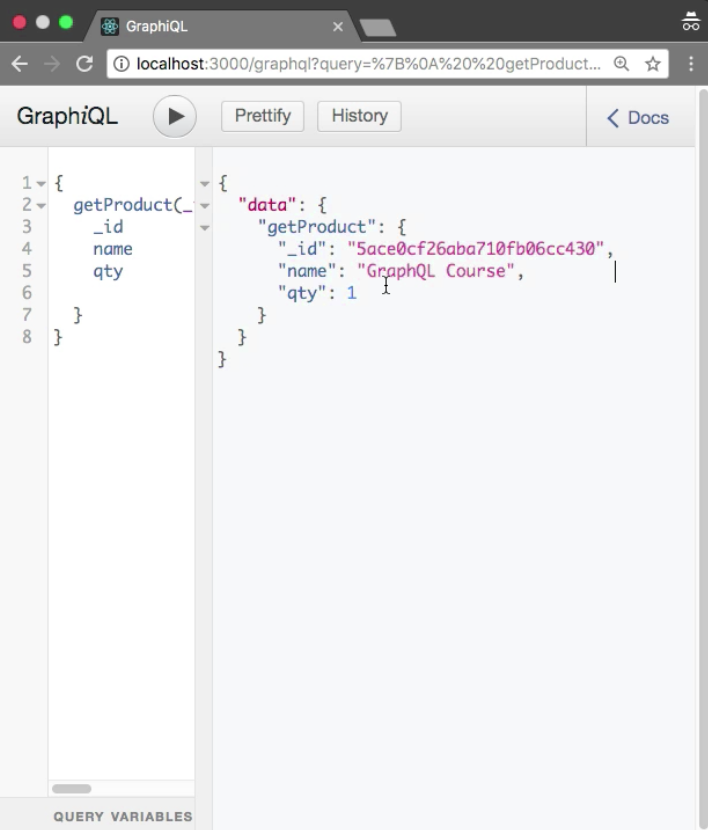 GraphiQL
localhost:3000/graphql?query=%7B%0A%20%20getProduct...
GraphiQL
Prettify
History
Docs
1 {
2 getProduct(_
3 _id
4 name
5 qty
6
7 }
8 }
{
"data": {
"getProduct": {
"_id": "5ace0cf26aba710fb06cc430",
"name": "GraphQL Course",
"qty": 1
}
}
}
QUERY VARIABLES